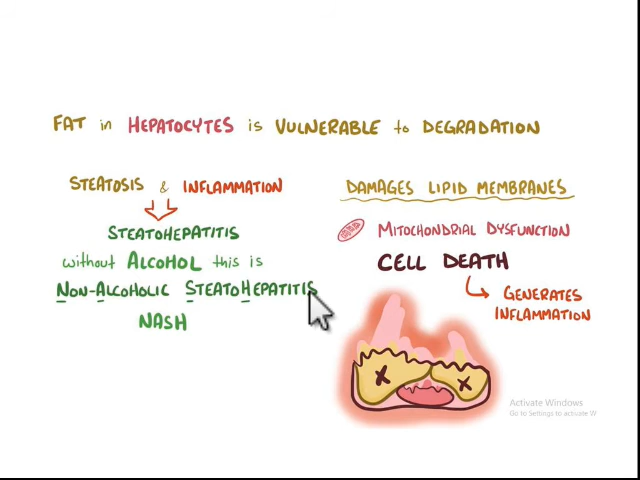 FAT in HEPATOCYTES is VULNERABLE to DEGRADATION
STEATOSIS & INFLAMMATION
STEATOHEPATITIS
without ALCOHOL this is
NON-ALCOHOLIC STEATOHEPATITIS
NASH
DAMAGES LIPID MEMBRANES
MITOCHONDRIAL DYSFUNCTION
CELL DEATH
GENERATES
INFLAMMATION
Activate Windows
Go to Settings to activate W